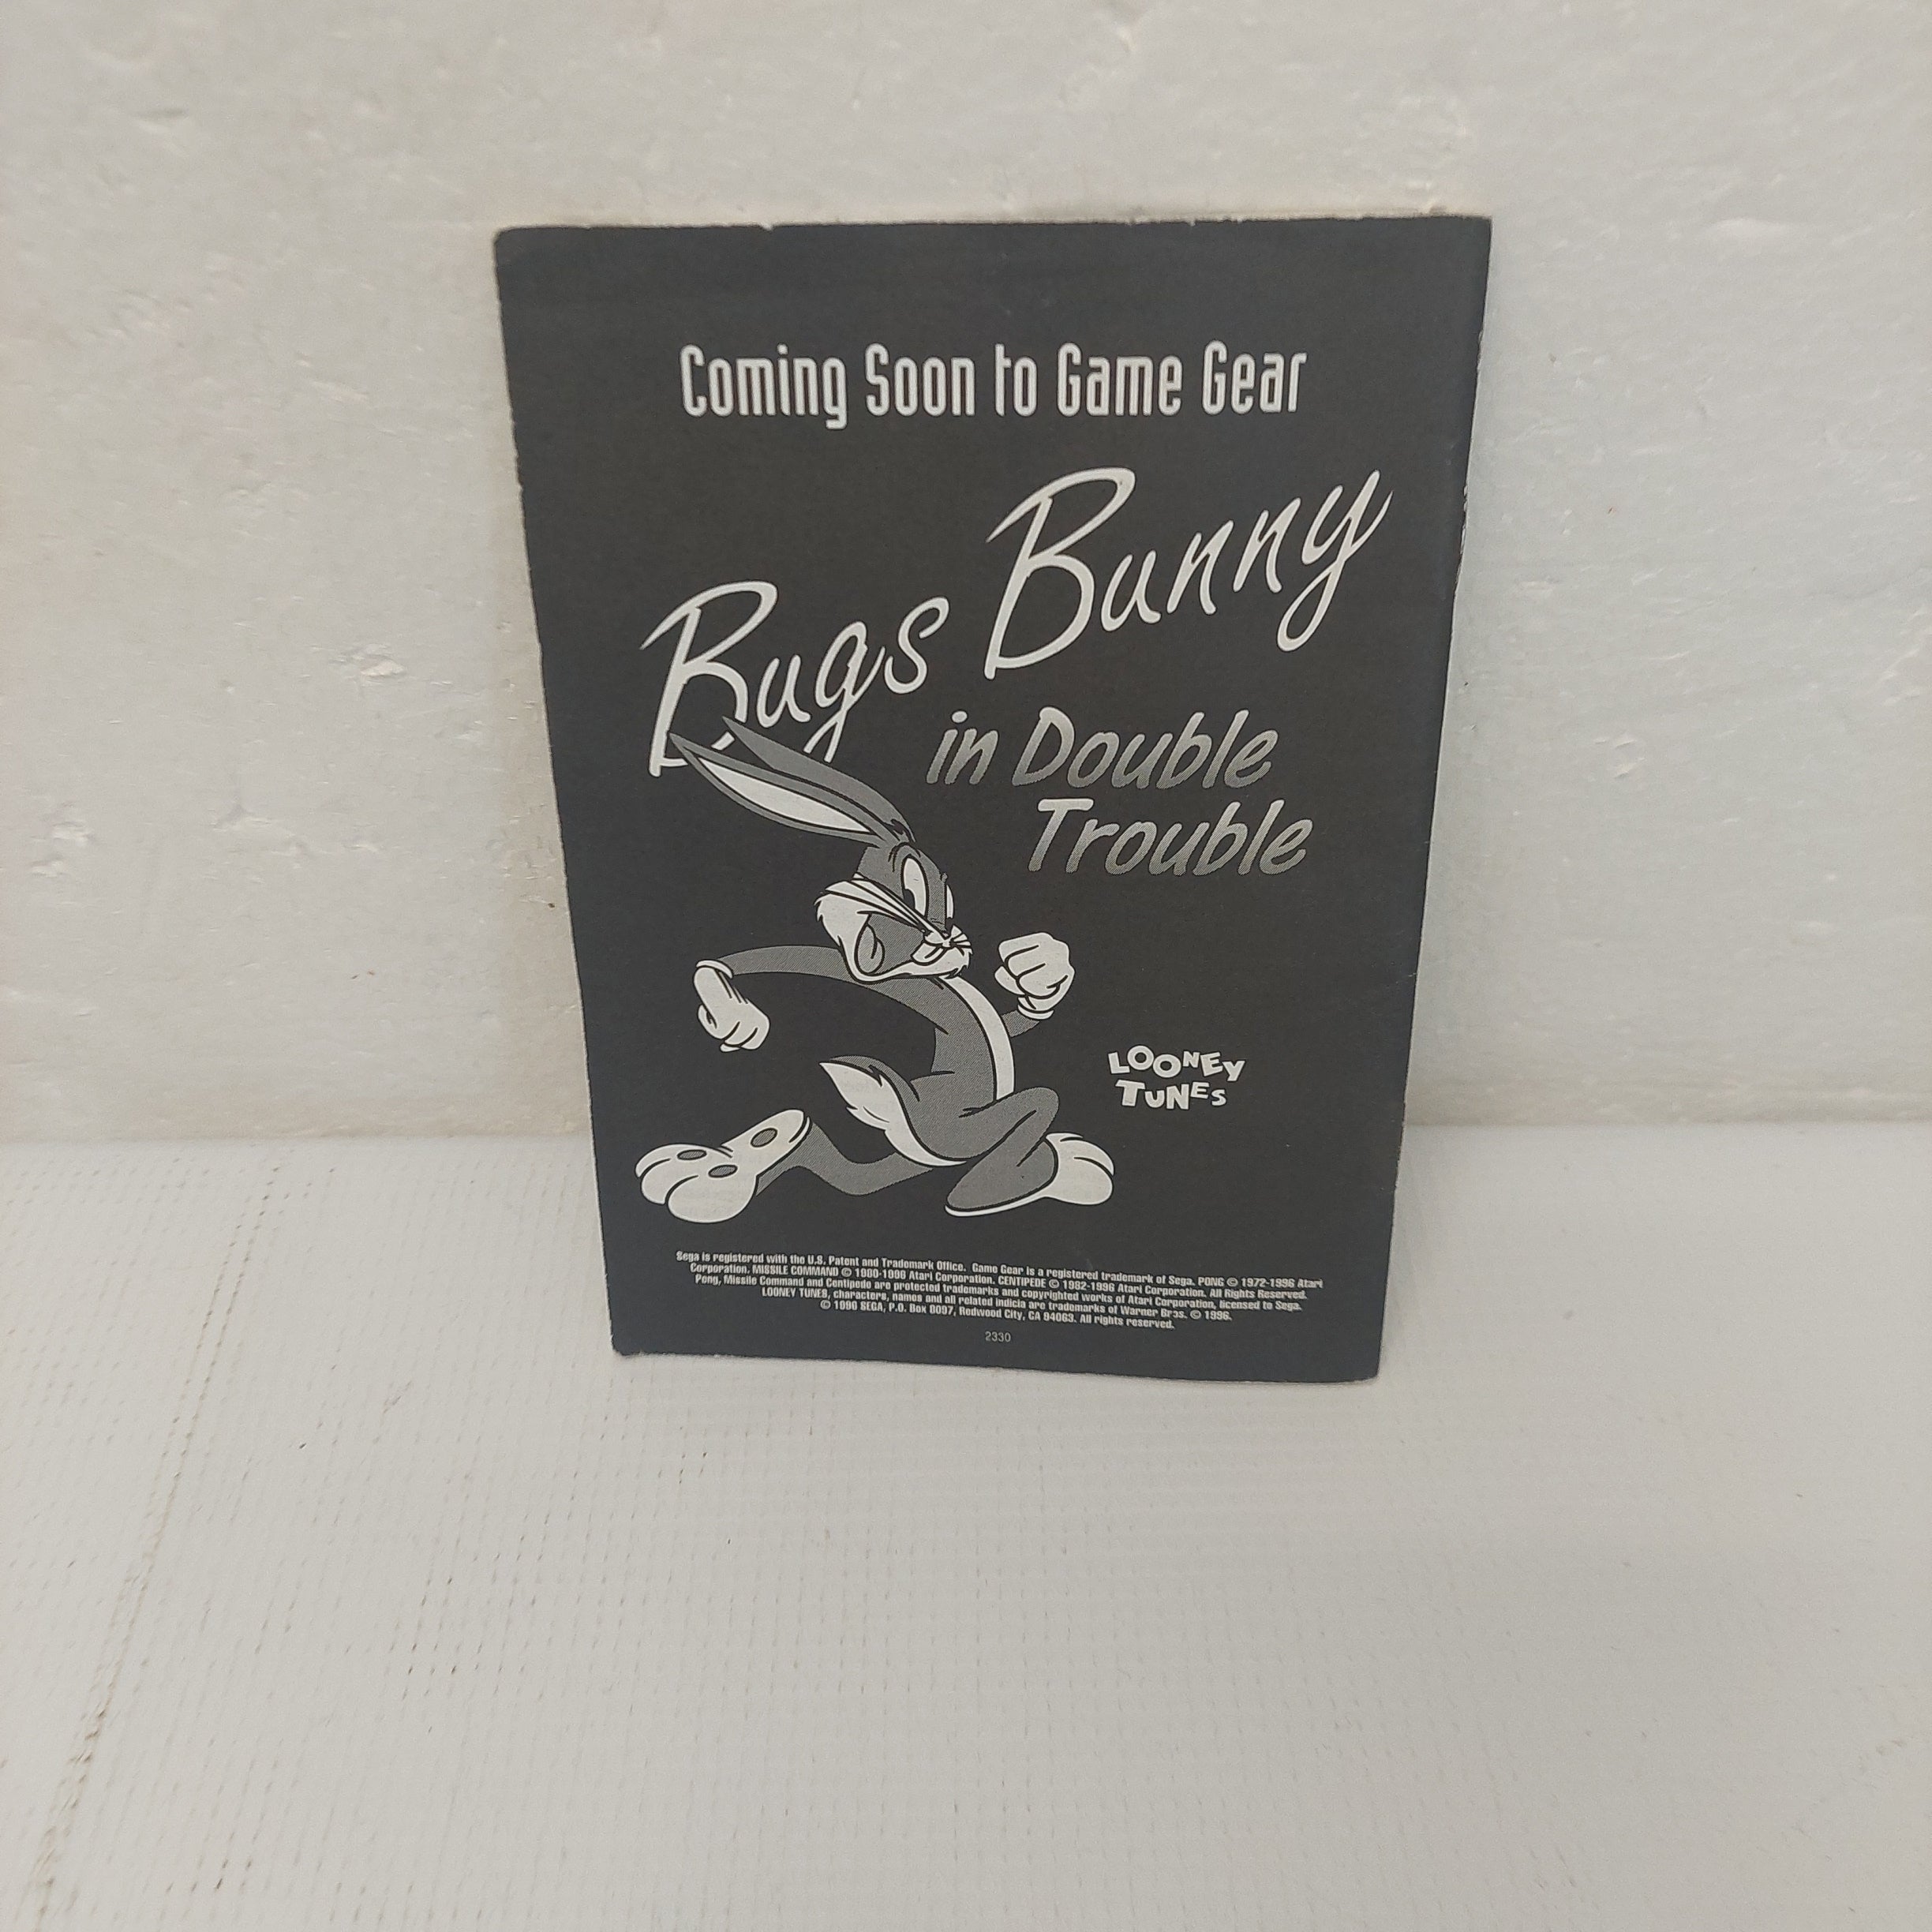 Coming Soon to Game Gear
Bugs Bunny
in Double
Trouble
LOONEY
TUNES
Sega is registered with the U.S. Patent and Trademark Office. Game Gear is a registered trademark of Sega. PONG © 1972-1996 Atari
Corporation. MISSILE COMMAND © 1980-1996 Atari Corporation. CENTIPEDE © 1982-1996 Atari Corporation. All Rights Reserved.
Pong, Missile Command and Centipede are protected trademarks and copyrighted works of Atari Corporation, licensed to Sega.
LOONEY TUNES, characters, names and all related indicia are trademarks of Warner Bros. © 1996.
© 1996 SEGA, P.O. Box 8097, Redwood City, CA 94063. All rights reserved.
2330